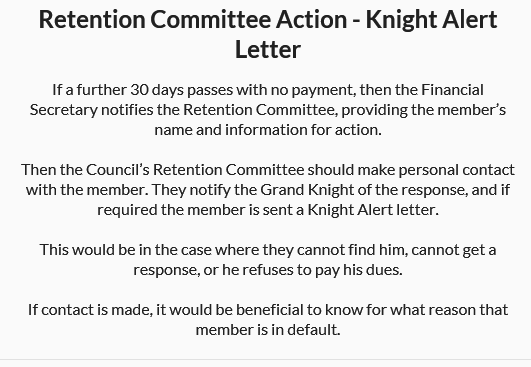 Retention Committee Action - Knight Alert
Letter
If a further 30 days passes with no payment, then the Financial
Secretary notifies the Retention Committee, providing the member’s
name and information for action.
Then the Council’s Retention Committee should make personal contact
with the member. They notify the Grand Knight of the response, and if
required the member is sent a Knight Alert letter.
This would be in the case where they cannot find him, cannot get a
response, or he refuses to pay his dues.
If contact is made, it would be beneficial to know for what reason that
member is in default.